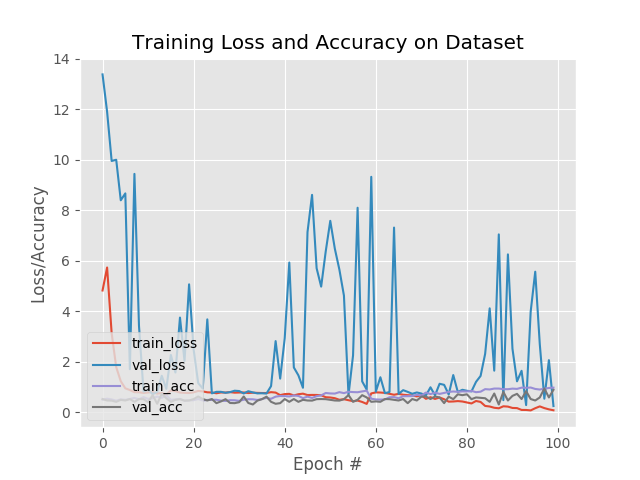 Training Loss and Accuracy on Dataset
Loss/Accuracy
14
12
10
8
6
4
2
0
train_loss
val_loss
train_acc
val_acc
0
20
40
60
80
100
Epoch #